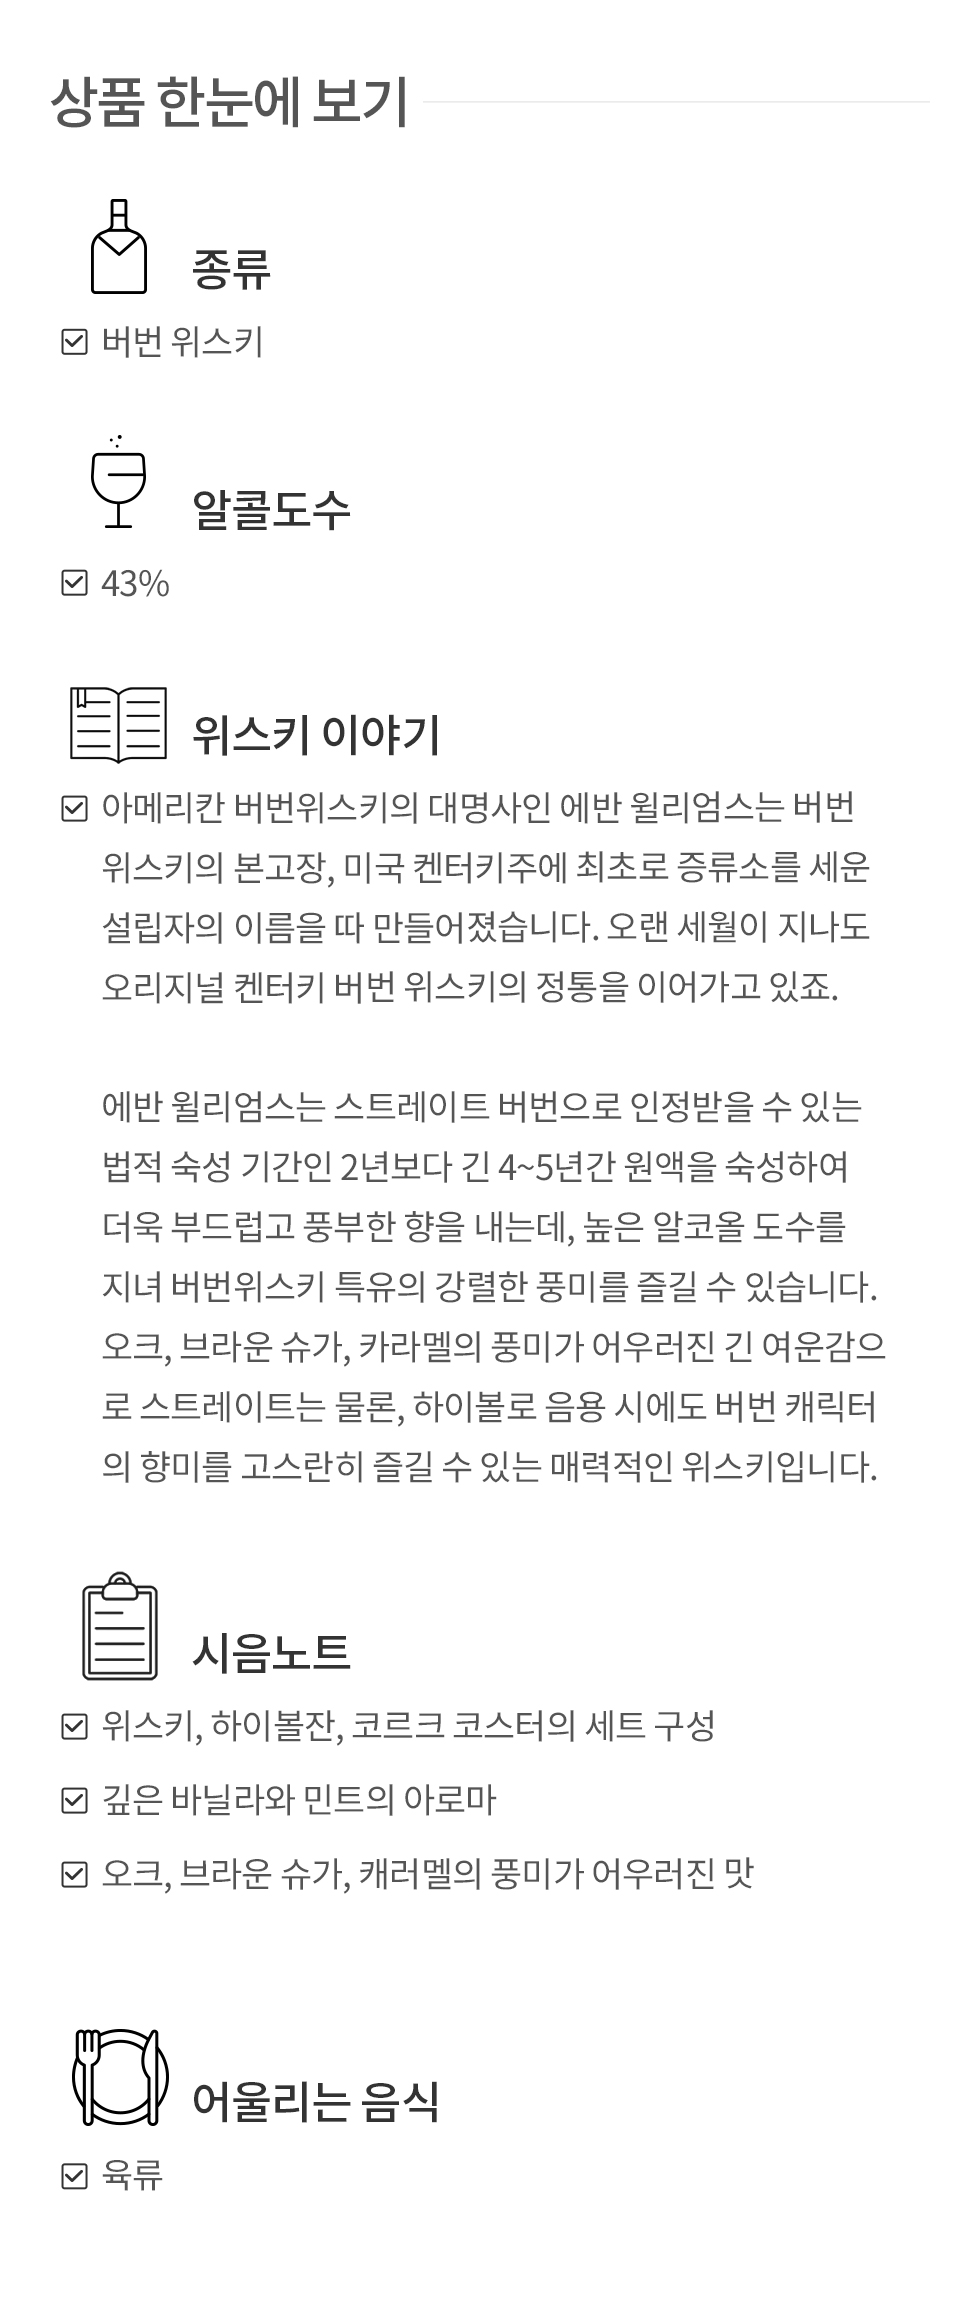 상품 한눈에 보기
종류
버번 위스키
알콜도수
43%
위스키 이야기
아메리칸 버번위스키의 대명사인 에반 윌리엄스는 버번
위스키의 본고장, 미국 켄터키주에 최초로 증류소를 세운
설립자의 이름을 따 만들어졌습니다. 오랜 세월이 지나도
오리지널 켄터키 버번 위스키의 정통을 이어가고 있죠.
에반 윌리엄스는 스트레이트 버번으로 인정받을 수 있는
법적 숙성 기간인 2년보다 긴 4~5년간 원액을 숙성하여
더욱 부드럽고 풍부한 향을 내는데, 높은 알코올 도수를
지녀 버번위스키 특유의 강렬한 풍미를 즐길 수 있습니다.
오크, 브라운 슈가, 카라멜의 풍미가 어우러진 긴 여운감으
로 스트레이트는 물론, 하이볼로 음용 시에도 버번 캐릭터
의 향미를 고스란히 즐길 수 있는 매력적인 위스키입니다.
시음노트
위스키, 하이볼잔, 코르크 코스터의 세트 구성
깊은 바닐라와 민트의 아로마
오크, 브라운 슈가, 캐러멜의 풍미가 어우러진 맛
어울리는 음식
육류